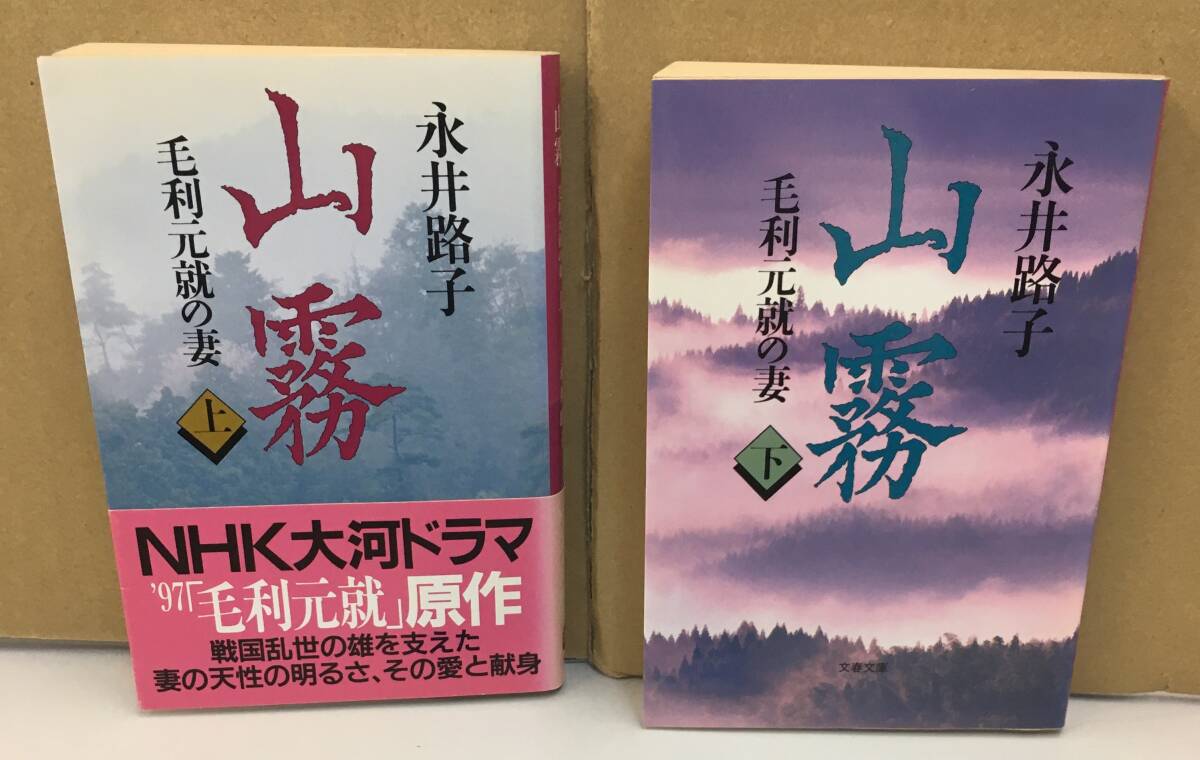 永井路子
山霧
毛利元就の妻
上
NHK大河ドラマ
'97「毛利元就」原作
戦国乱世の雄を支えた
妻の天性の明るさ、その愛と献身
永井路子
山霧
毛利元就の妻
下
文春文庫